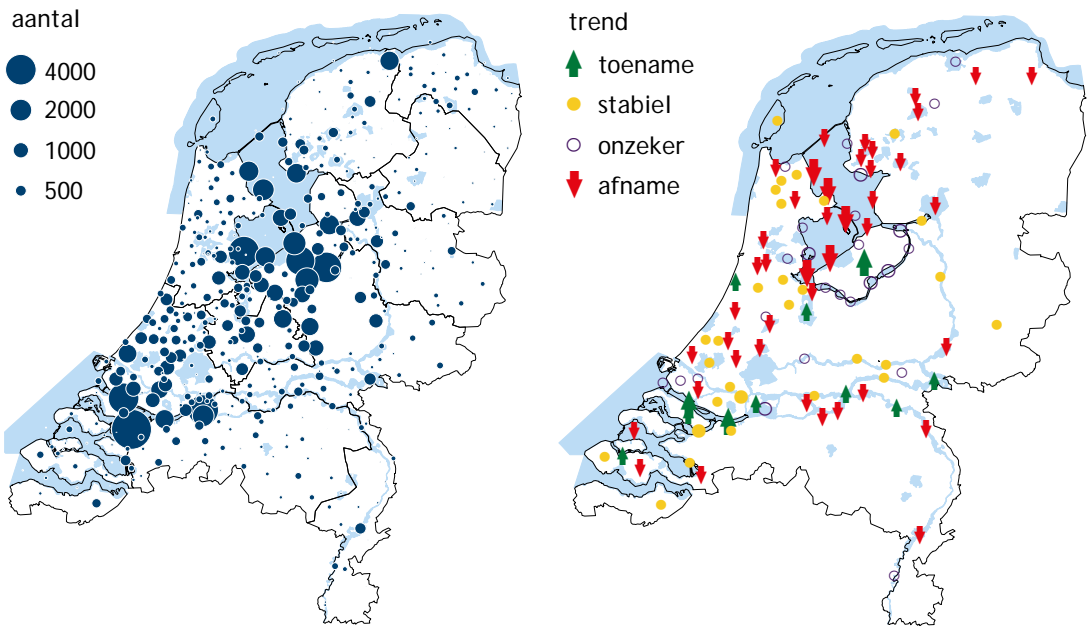 aantal
4000
2000
1000
500
trend
toename
stabiel
onzeker
afname